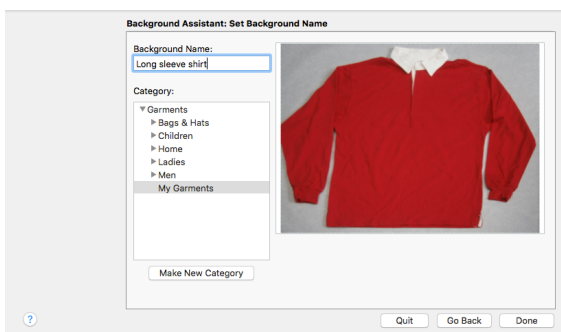 Background Assistant: Set Background Name
Background Name:
Long sleeve shirt
Category:
Garments
Bags & Hats
Children
Home
Ladies
Men
My Garments
Make New Category
?
Quit
Go Back
Done